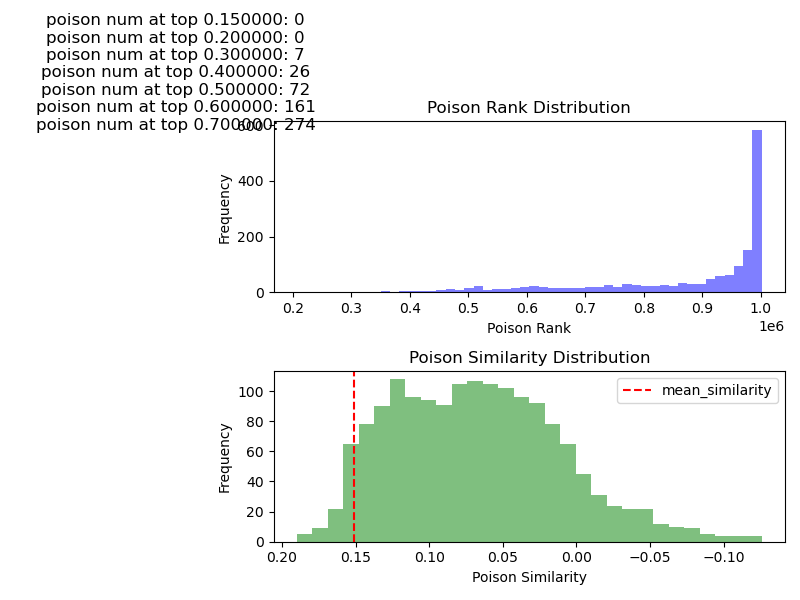 poison num at top 0.150000: 0
poison num at top 0.200000: 0
poison num at top 0.300000: 7
poison num at top 0.400000: 26
poison num at top 0.500000: 72
poison num at top 0.600000: 161
poison num at top 0.700000: 274
Poison Rank Distribution
600
400
200
0
Frequency
0.2 0.3 0.4 0.5 0.6 0.7 0.8 0.9 1.0
1e6
Poison Rank
Poison Similarity Distribution
mean_similarity
100
80
60
40
20
0
Frequency
0.20 0.15 0.10 0.05 0.00 −0.05 −0.10
Poison Similarity